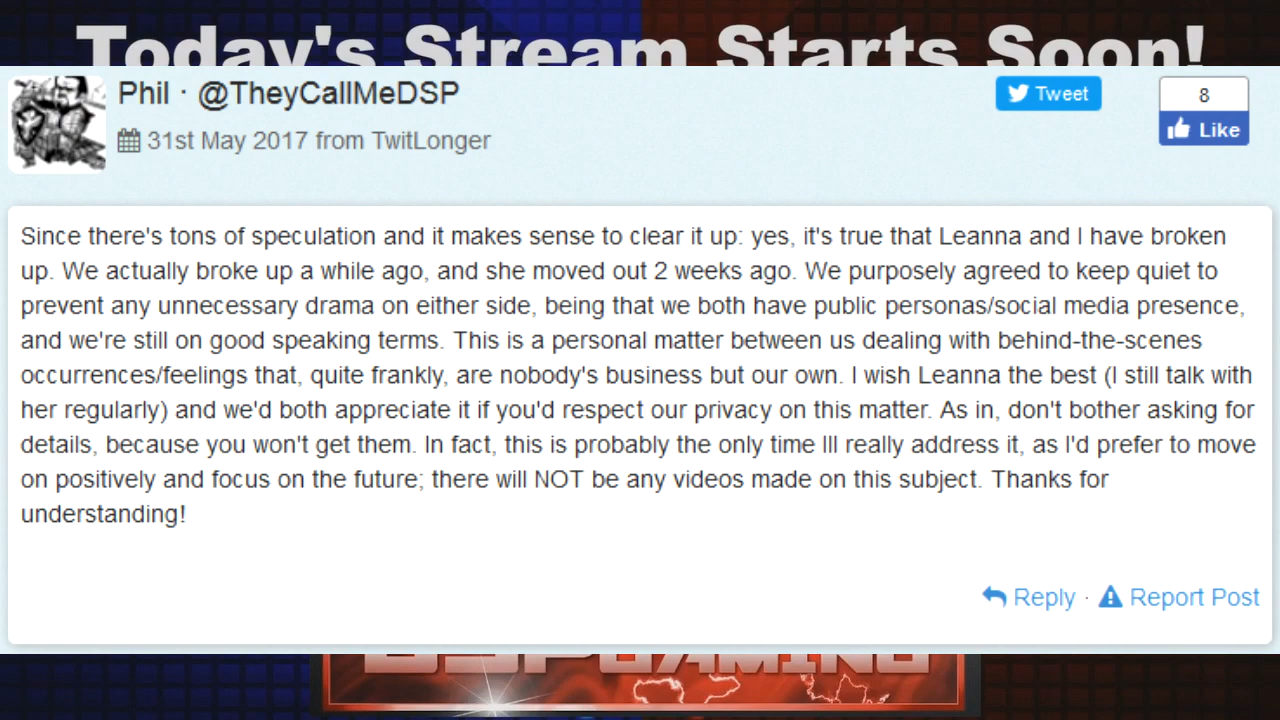 Today's Stream Starts Soon!
Phil · @TheyCallMeDSP
Tweet
8
Like
31st May 2017 from TwitLonger
Since there's tons of speculation and it makes sense to clear it up: yes, it's true that Leanna and I have broken
up. We actually broke up a while ago, and she moved out 2 weeks ago. We purposely agreed to keep quiet to
prevent any unnecessary drama on either side, being that we both have public personas/social media presence,
and we're still on good speaking terms. This is a personal matter between us dealing with behind-the-scenes
occurrences/feelings that, quite frankly, are nobody's business but our own. I wish Leanna the best (I still talk with
her regularly) and we'd both appreciate it if you'd respect our privacy on this matter. As in, don't bother asking for
details, because you won't get them. In fact, this is probably the only time Ill really address it, as I'd prefer to move
on positively and focus on the future; there will NOT be any videos made on this subject. Thanks for
understanding!
Reply · Report Post
DSPGAMING